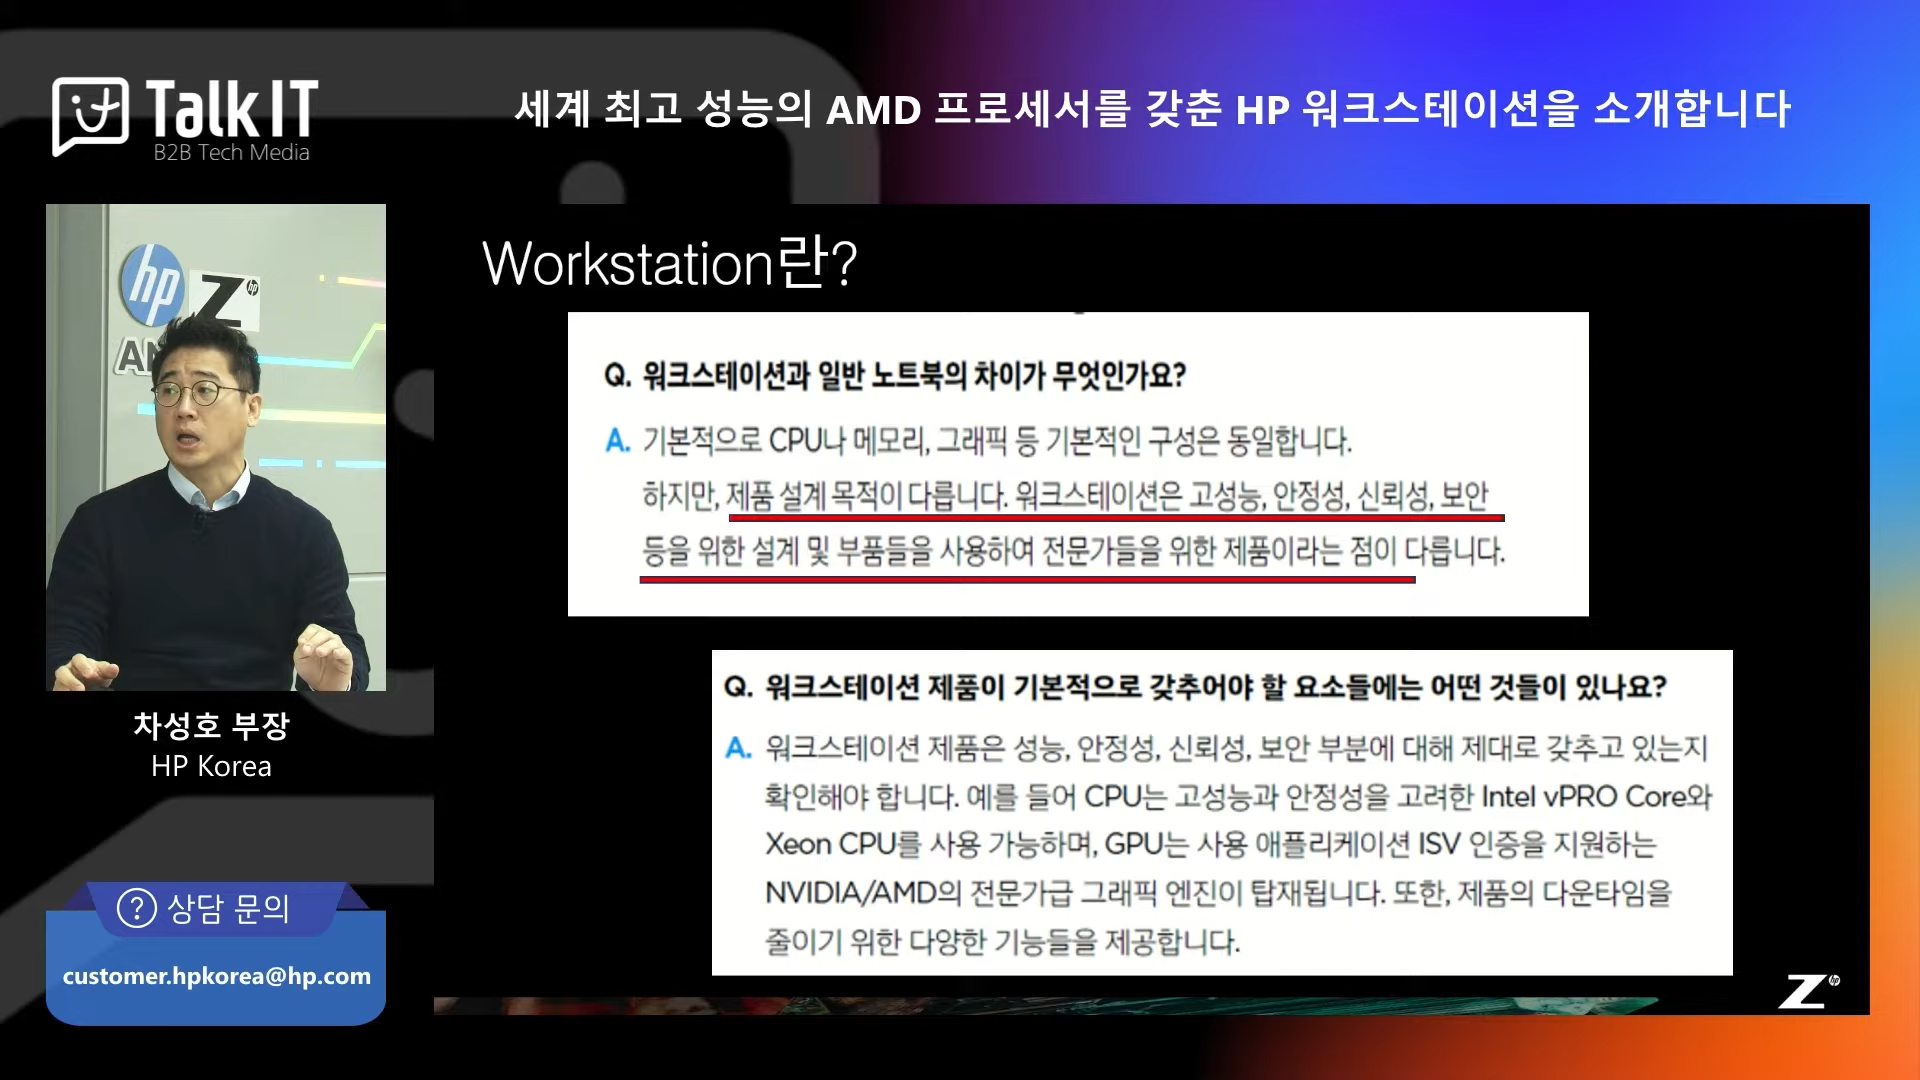 Talk IT
B2B Tech Media
세계 최고 성능의 AMD 프로세서를 갖춘 HP 워크스테이션을 소개합니다
hp
Z hp
차성호 부장
HP Korea
? 상담 문의
customer.hpkorea@hp.com
Workstation란?
Q. 워크스테이션과 일반 노트북의 차이가 무엇인가요?
A. 기본적으로 CPU나 메모리, 그래픽 등 기본적인 구성은 동일합니다.
하지만, 제품 설계 목적이 다릅니다. 워크스테이션은 고성능, 안정성, 신뢰성, 보안
등을 위한 설계 및 부품들을 사용하여 전문가들을 위한 제품이라는 점이 다릅니다.
Q. 워크스테이션 제품이 기본적으로 갖추어야 할 요소들에는 어떤 것들이 있나요?
A. 워크스테이션 제품은 성능, 안정성, 신뢰성, 보안 부분에 대해 제대로 갖추고 있는지
확인해야 합니다. 예를 들어 CPU는 고성능과 안정성을 고려한 Intel vPRO Core와
Xeon CPU를 사용 가능하며, GPU는 사용 애플리케이션 ISV 인증을 지원하는
NVIDIA/AMD의 전문가급 그래픽 엔진이 탑재됩니다. 또한, 제품의 다운타임을
줄이기 위한 다양한 기능들을 제공합니다.
Z hp